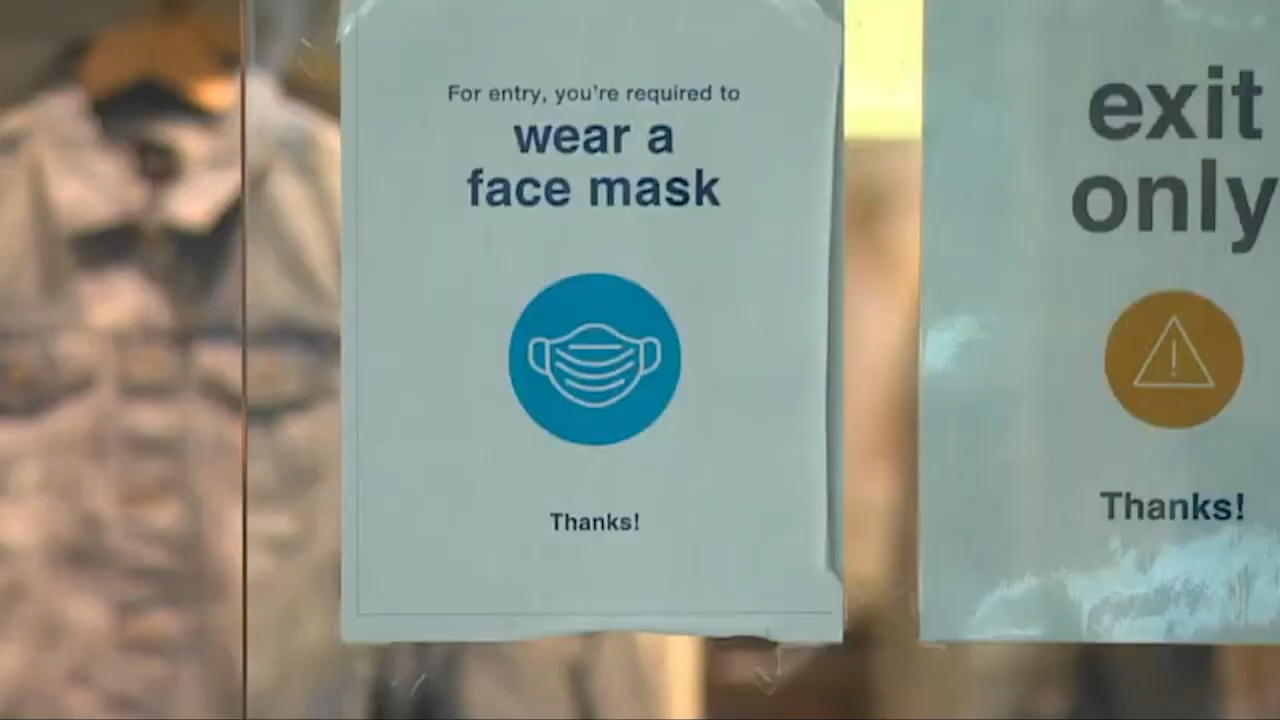 For entry, you're required to
wear a
face mask
Thanks!
exit
only
!
Thanks!